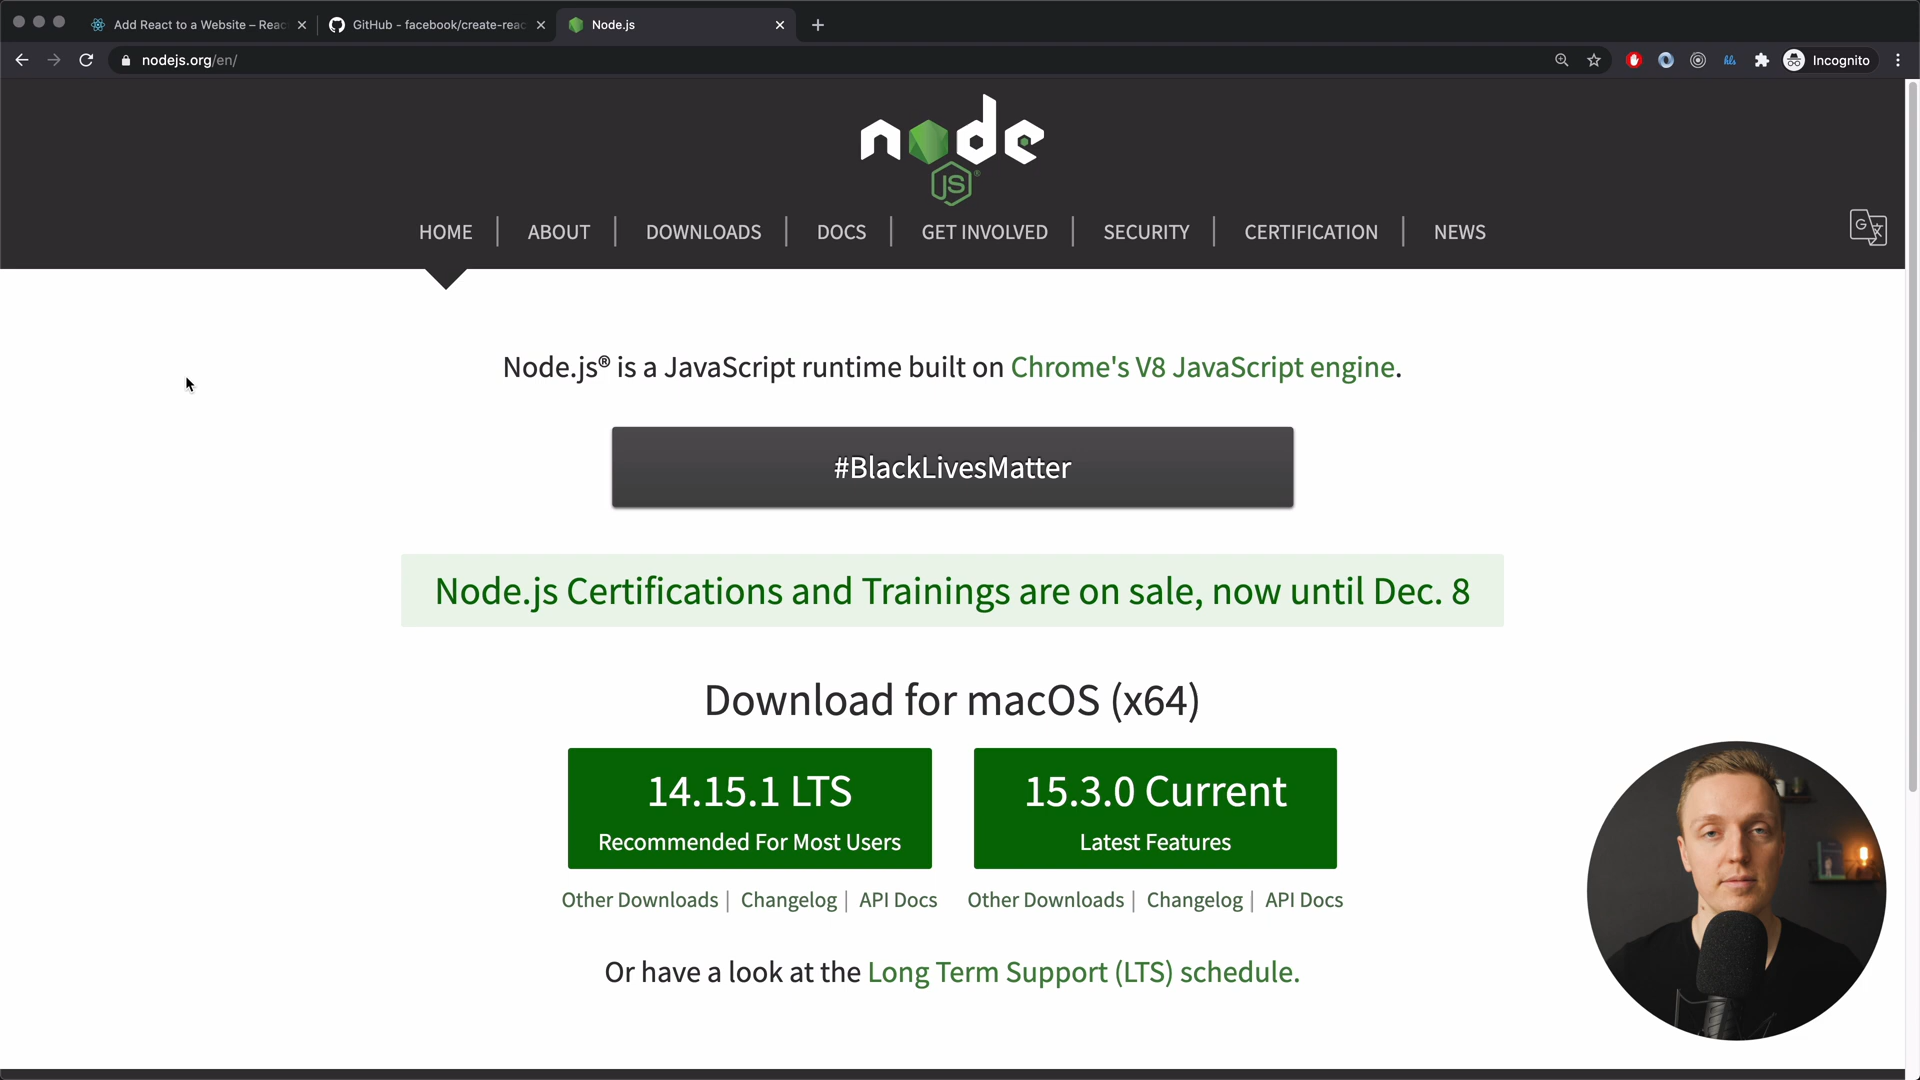 Add React to a Website – Reac
GitHub - facebook/create-reac
Node.js
nodejs.org/en/
Incognito
node
JS
HOME
ABOUT
DOWNLOADS
DOCS
GET INVOLVED
SECURITY
CERTIFICATION
NEWS
Node.js® is a JavaScript runtime built on Chrome's V8 JavaScript engine.
#BlackLivesMatter
Node.js Certifications and Trainings are on sale, now until Dec. 8
Download for macOS (x64)
14.15.1 LTS
Recommended For Most Users
15.3.0 Current
Latest Features
Other Downloads | Changelog | API Docs
Other Downloads | Changelog | API Docs
Or have a look at the Long Term Support (LTS) schedule.